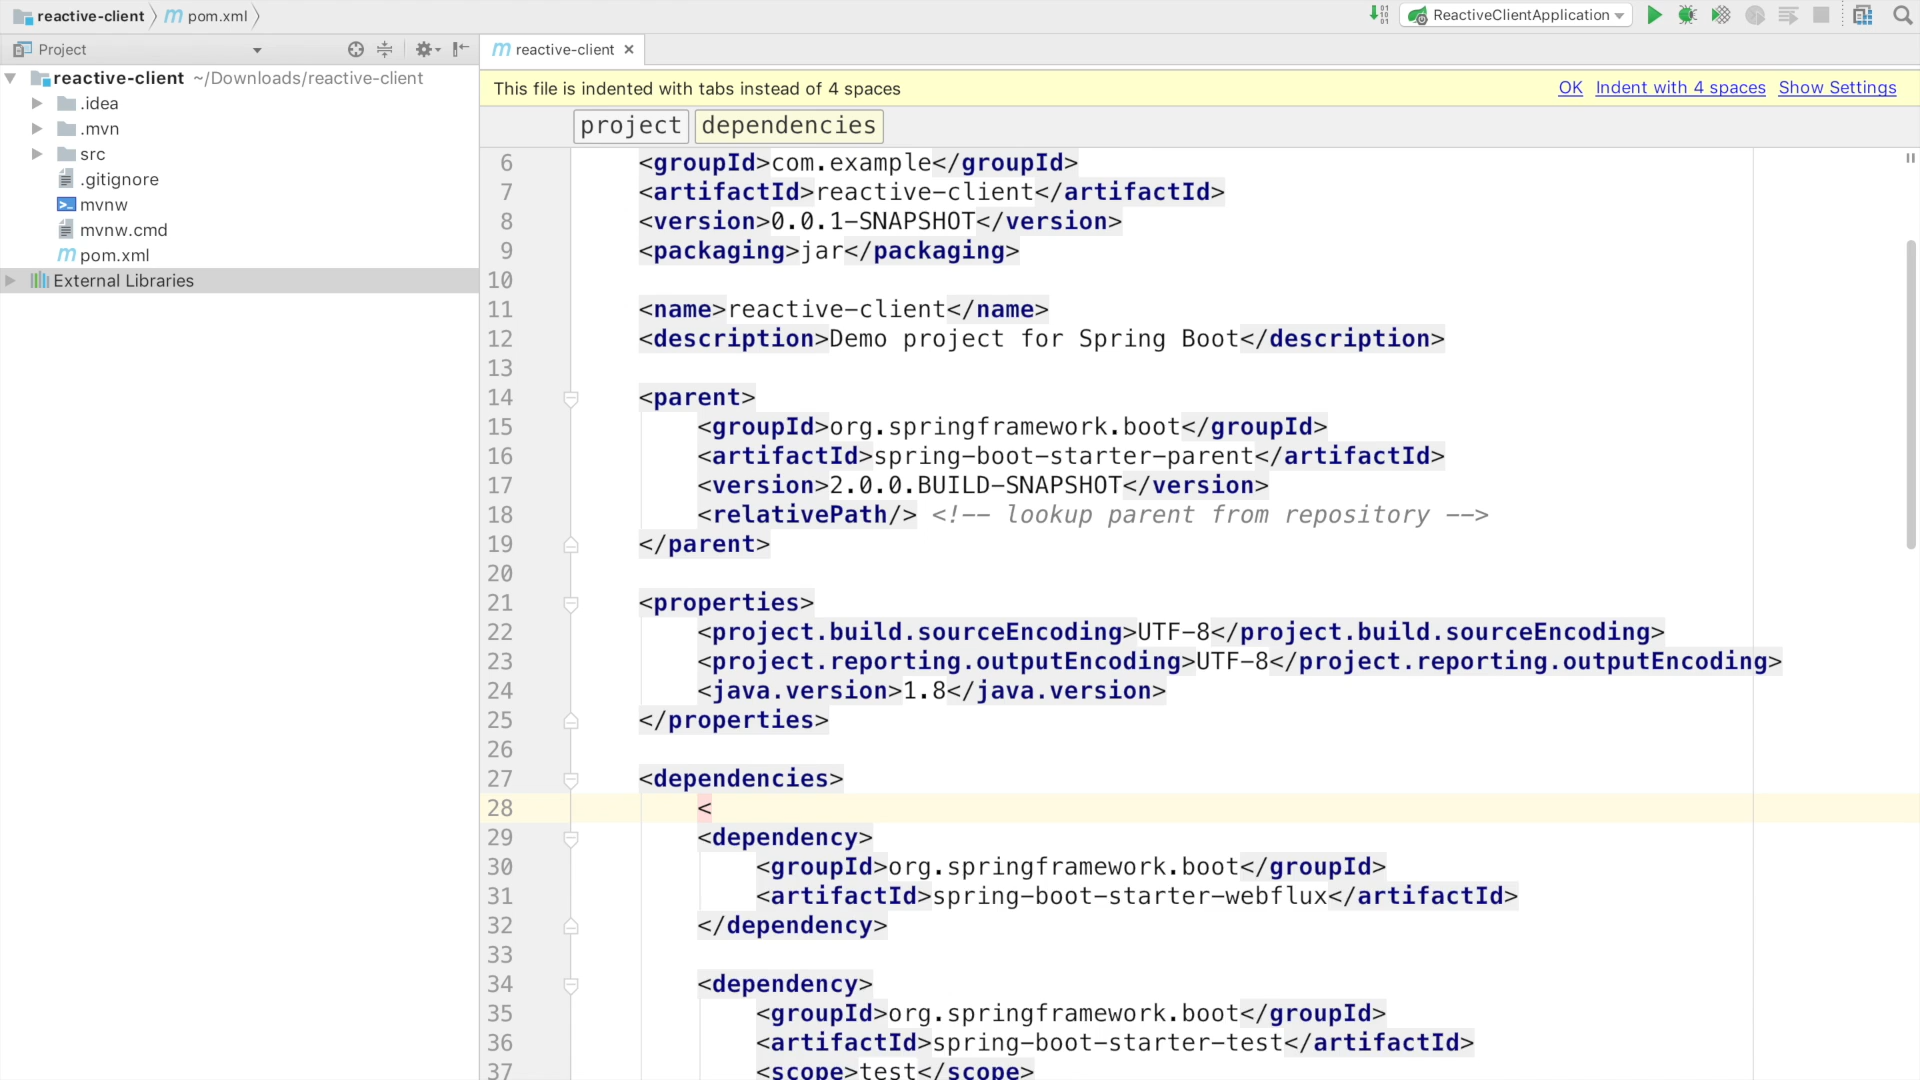 reactive-client pom.xml
ReactiveClientApplication
Project
reactive-client
This file is indented with tabs instead of 4 spaces
OK Indent with 4 spaces Show Settings
reactive-client ~/Downloads/reactive-client
.idea
.mvn
src
.gitignore
mvnw
mvnw.cmd
pom.xml
External Libraries
project dependencies
6 <groupId>com.example</groupId>
7 <artifactId>reactive-client</artifactId>
8 <version>0.0.1-SNAPSHOT</version>
9 <packaging>jar</packaging>
10
11 <name>reactive-client</name>
12 <description>Demo project for Spring Boot</description>
13
14 <parent>
15 <groupId>org.springframework.boot</groupId>
16 <artifactId>spring-boot-starter-parent</artifactId>
17 <version>2.0.0.BUILD-SNAPSHOT</version>
18 <relativePath/> <!-- lookup parent from repository -->
19 </parent>
20
21 <properties>
22 <project.build.sourceEncoding>UTF-8</project.build.sourceEncoding>
23 <project.reporting.outputEncoding>UTF-8</project.reporting.outputEncoding>
24 <java.version>1.8</java.version>
25 </properties>
26
27 <dependencies>
28 <
29 <dependency>
30 <groupId>org.springframework.boot</groupId>
31 <artifactId>spring-boot-starter-webflux</artifactId>
32 </dependency>
33
34 <dependency>
35 <groupId>org.springframework.boot</groupId>
36 <artifactId>spring-boot-starter-test</artifactId>
37 <scope>test</scope>